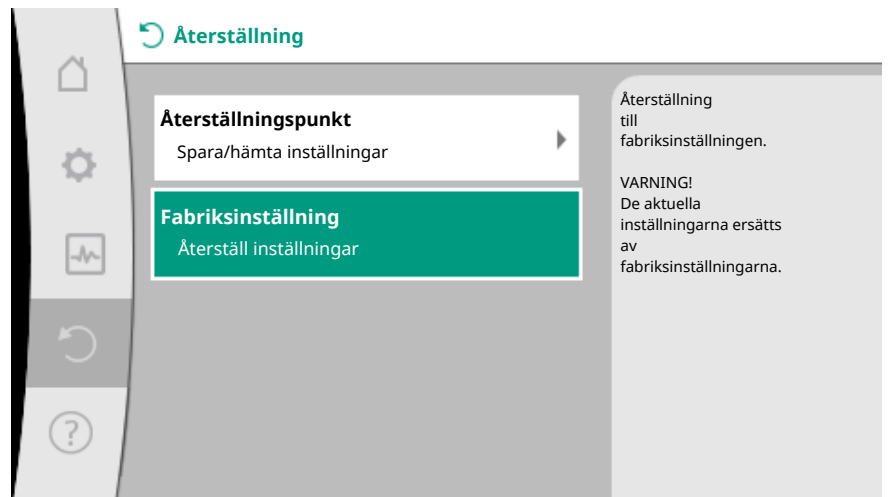 Återställning
Återställningspunkt
Spara/hämta inställningar
Fabriksinställning
Återställ inställningar
Återställning
till
fabriksinställningen.
VARNING!
De aktuella
inställningarna ersätts
av
fabriksinställningarna.